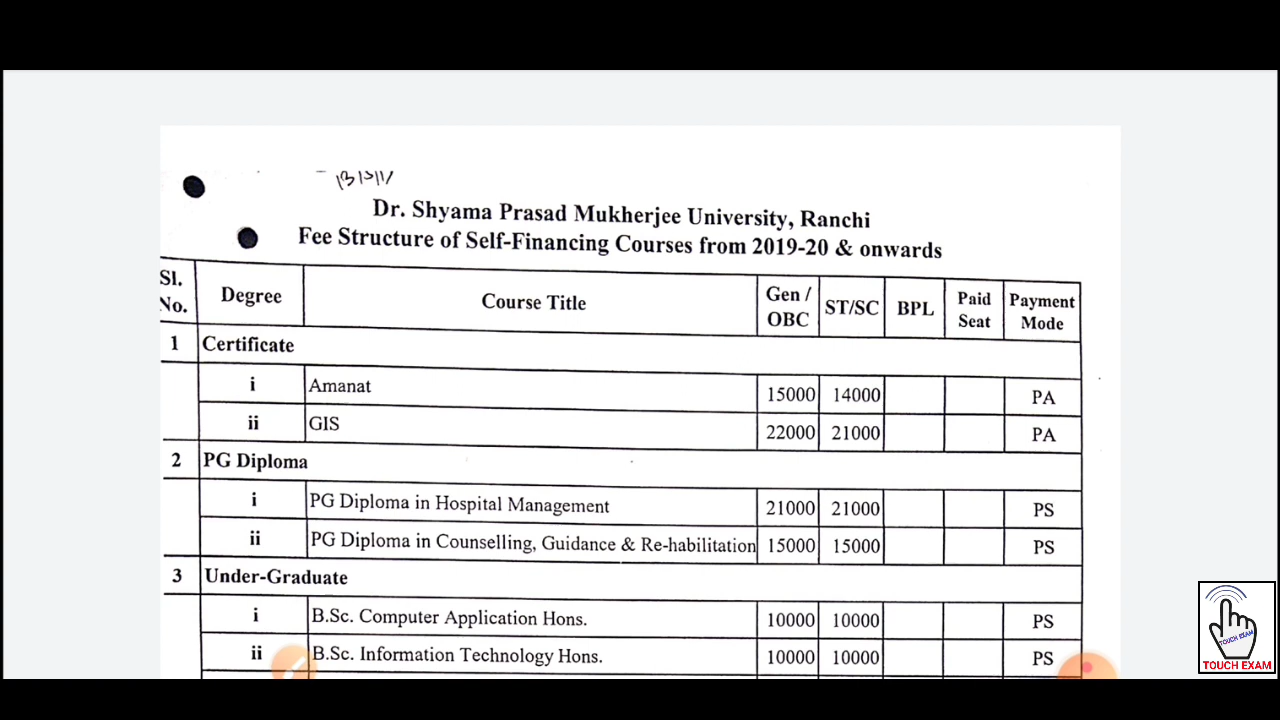 Dr. Shyama Prasad Mukherjee University, Ranchi
Fee Structure of Self-Financing Courses from 2019-20 & onwards
Sl. No. Degree Course Title Gen / OBC ST/SC BPL Paid Seat Payment Mode
1 Certificate
i Amanat 15000 14000 PA
ii GIS 22000 21000 PA
2 PG Diploma
i PG Diploma in Hospital Management 21000 21000 PS
ii PG Diploma in Counselling, Guidance & Re-habilitation 15000 15000 PS
3 Under-Graduate
i B.Sc. Computer Application Hons. 10000 10000 PS
ii B.Sc. Information Technology Hons. 10000 10000 PS
TOUCH EXAM
TOUCH EXAM